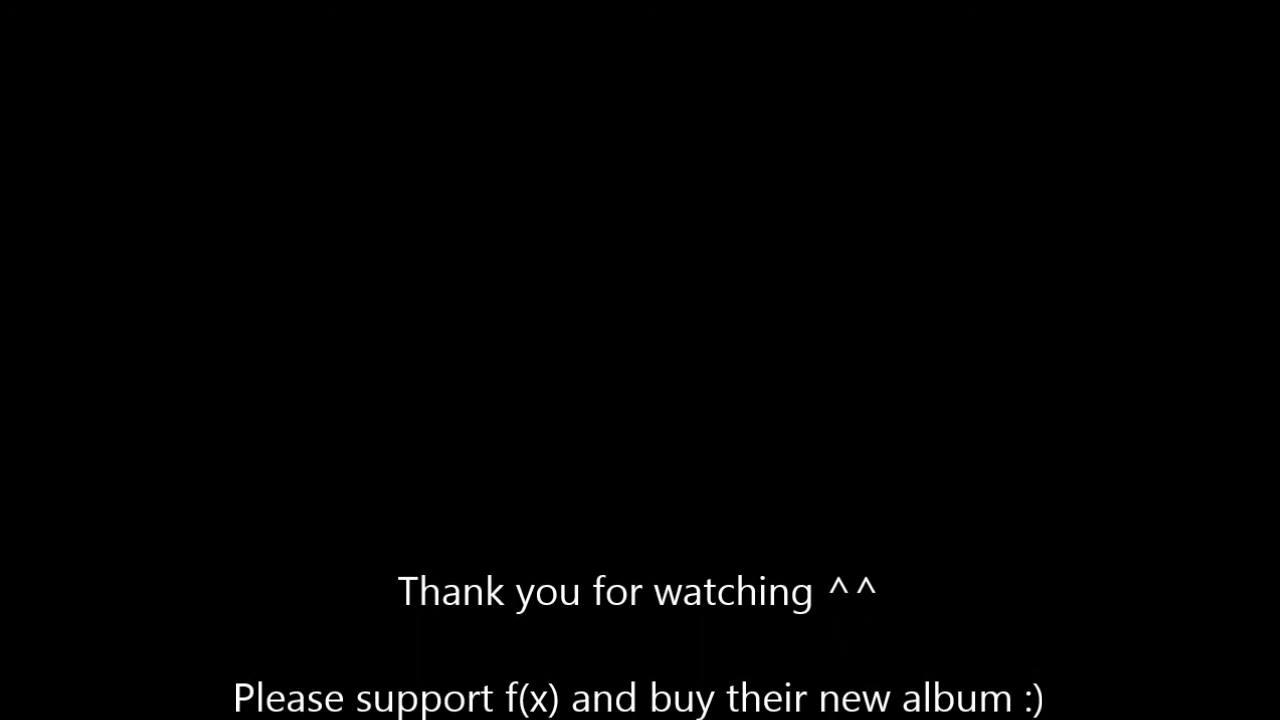 Thank you for watching ^^
Please support f(x) and buy their new album :)